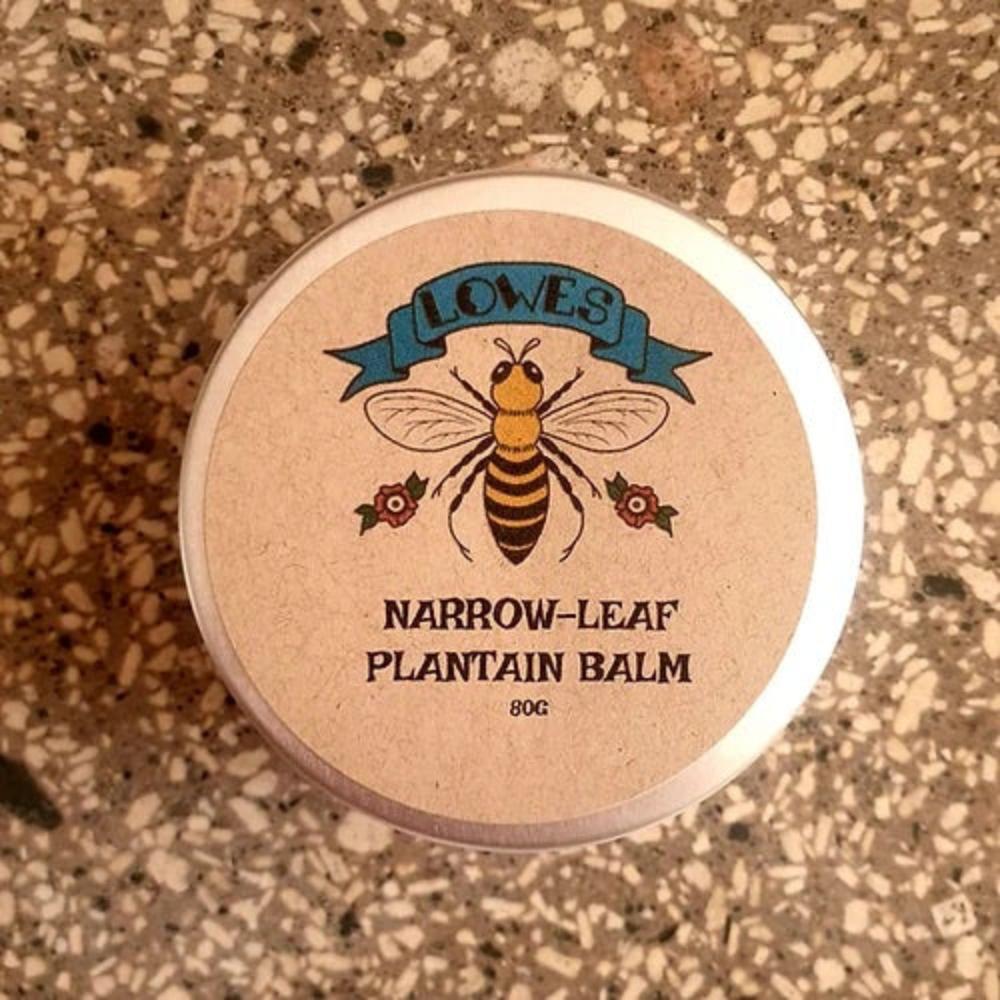 LOWES
NARROW-LEAF
PLANTAIN BALM
80G